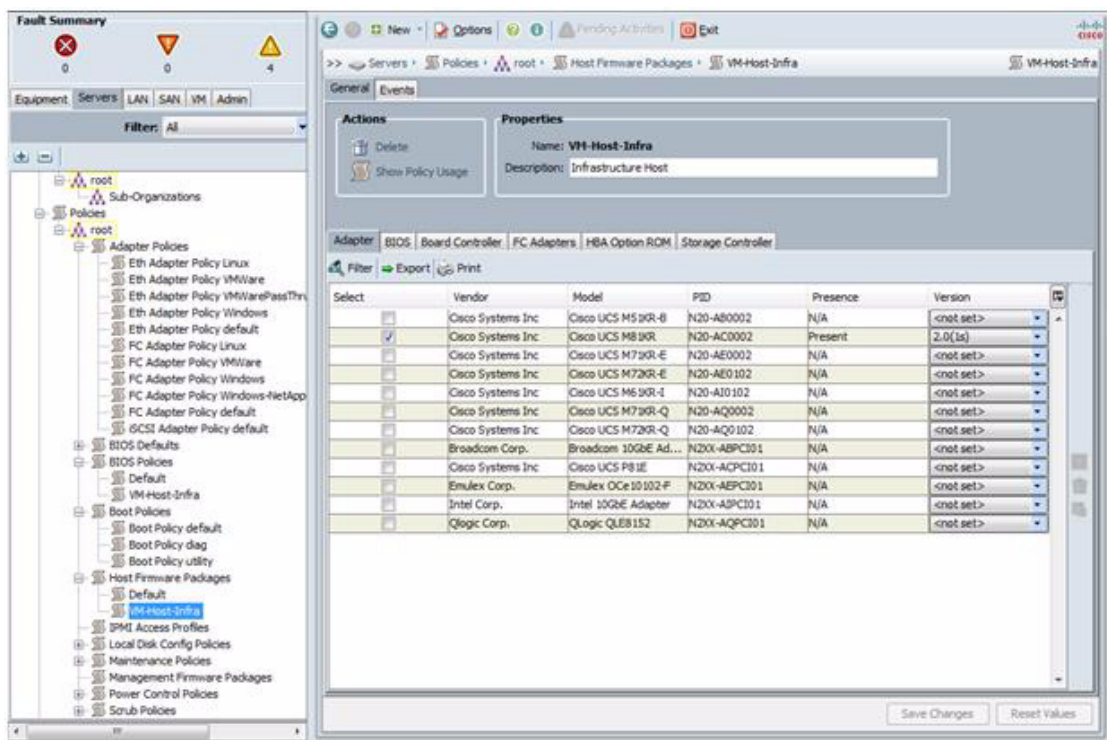 Fault Summary
0 0 4
Equipment Servers LAN SAN VM Admin
Filter: All
root
Sub-Organizations
Policies
root
Adapter Policies
Eth Adapter Policy Linux
Eth Adapter Policy VMWare
Eth Adapter Policy VMWarePassThru
Eth Adapter Policy Windows
Eth Adapter Policy default
FC Adapter Policy Linux
FC Adapter Policy VMWare
FC Adapter Policy Windows
FC Adapter Policy Windows-NetApp
FC Adapter Policy default
iSCSI Adapter Policy default
BIOS Defaults
BIOS Policies
Default
VM-Host-Infra
Boot Policies
Boot Policy default
Boot Policy diag
Boot Policy utility
Host Firmware Packages
Default
VM-Host-Infra
IPMI Access Profiles
Local Disk Config Policies
Maintenance Policies
Management Firmware Packages
Power Control Policies
Scrub Policies
New Options Pending Activities Exit
CISCO
>> Servers Policies root Host Firmware Packages VM-Host-Infra VM-Host-Infra
General Events
Actions
Delete
Show Policy Usage
Properties
Name: VM-Host-Infra
Description: Infrastructure Host
Adapter BIOS Board Controller FC Adapters HBA Option ROM Storage Controller
Filter Export Print
Select Vendor Model PID Presence Version
Cisco Systems Inc Cisco UCS M51KR-B N20-AB0002 N/A <not set>
Cisco Systems Inc Cisco UCS M81KR N20-AC0002 Present 2.0(1s)
Cisco Systems Inc Cisco UCS M71KR-E N20-AE0002 N/A <not set>
Cisco Systems Inc Cisco UCS M72KR-E N20-AE0102 N/A <not set>
Cisco Systems Inc Cisco UCS M61KR-I N20-AI0102 N/A <not set>
Cisco Systems Inc Cisco UCS M71KR-Q N20-AQ0002 N/A <not set>
Cisco Systems Inc Cisco UCS M72KR-Q N20-AQ0102 N/A <not set>
Broadcom Corp. Broadcom 10GbE Ad... N2XX-ABPCI01 N/A <not set>
Cisco Systems Inc Cisco UCS P81E N2XX-ACPCI01 N/A <not set>
Emulex Corp. Emulex OCe10102-F N2XX-AEPCI01 N/A <not set>
Intel Corp. Intel 10GbE Adapter N2XX-AIPCI01 N/A <not set>
Qlogic Corp. QLogic QLE8152 N2XX-AQPCI01 N/A <not set>
Save Changes Reset Values